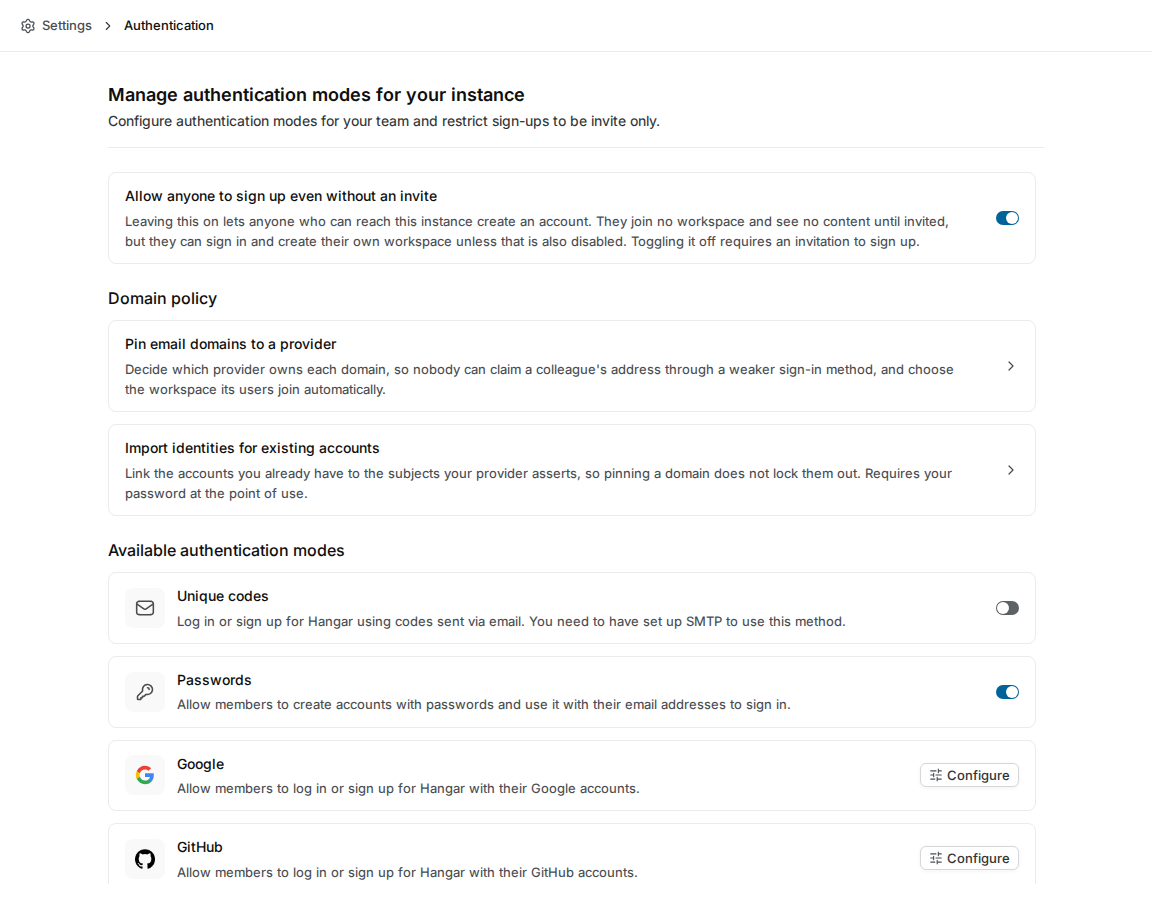 Settings > Authentication
Manage authentication modes for your instance
Configure authentication modes for your team and restrict sign-ups to be invite only.
Allow anyone to sign up even without an invite
Leaving this on lets anyone who can reach this instance create an account. They join no workspace and see no content until invited,
but they can sign in and create their own workspace unless that is also disabled. Toggling it off requires an invitation to sign up.
Domain policy
Pin email domains to a provider
Decide which provider owns each domain, so nobody can claim a colleague's address through a weaker sign-in method, and choose
the workspace its users join automatically.
Import identities for existing accounts
Link the accounts you already have to the subjects your provider asserts, so pinning a domain does not lock them out. Requires your
password at the point of use.
Available authentication modes
Unique codes
Log in or sign up for Hangar using codes sent via email. You need to have set up SMTP to use this method.
Passwords
Allow members to create accounts with passwords and use it with their email addresses to sign in.
Google
Allow members to log in or sign up for Hangar with their Google accounts.
Configure
GitHub
Allow members to log in or sign up for Hangar with their GitHub accounts.
Configure